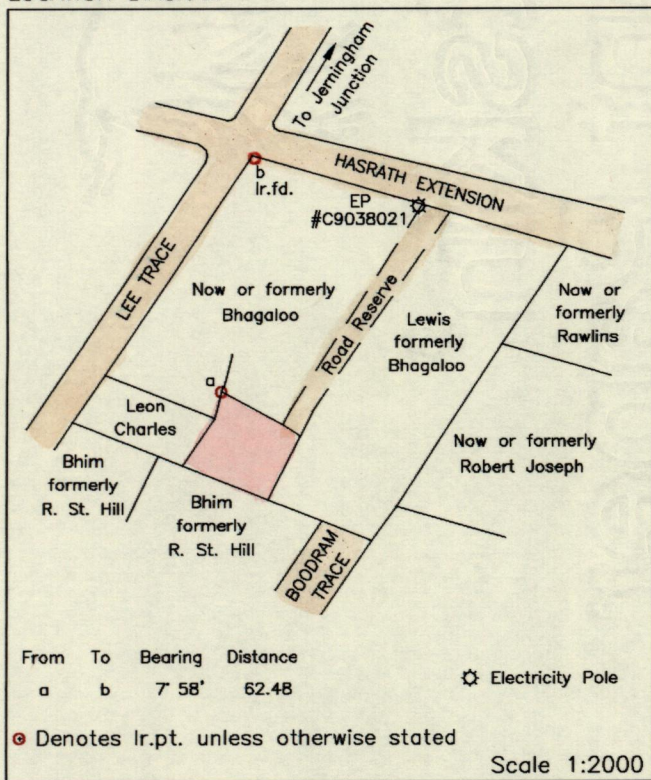 To Jerningham
Junction
HASRATH EXTENSION
b
Ir.fd.
EP
#C9038021
LEE TRACE
Now or formerly
Bhagaloo
Road Reserve
Lewis
formerly
Bhagaloo
Now or
formerly
Rawlins
a
Leon
Charles
Now or formerly
Robert Joseph
Bhim
formerly
R. St. Hill
Bhim
formerly
R. St. Hill
BOODRAM
TRACE
From To Bearing Distance
a b 7° 58' 62.48
Electricity Pole
Denotes Ir.pt. unless otherwise stated
Scale 1:2000